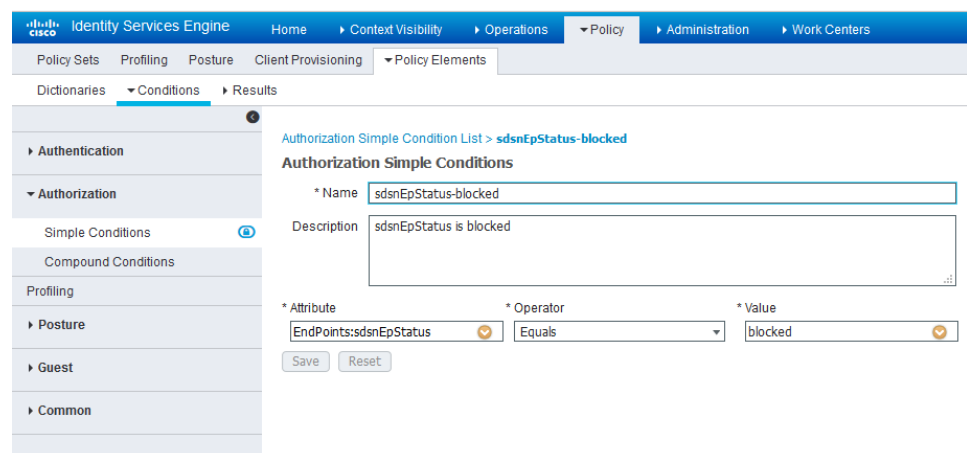 cisco Identity Services Engine Home Context Visibility Operations Policy Administration Work Centers
Policy Sets Profiling Posture Client Provisioning Policy Elements
Dictionaries Conditions Results
Authentication
Authorization
Simple Conditions
Compound Conditions
Profiling
Posture
Guest
Common
Authorization Simple Condition List > sdsnEpStatus-blocked
Authorization Simple Conditions
* Name sdsnEpStatus-blocked
Description sdsnEpStatus is blocked
* Attribute * Operator * Value
EndPoints:sdsnEpStatus Equals blocked
Save Reset